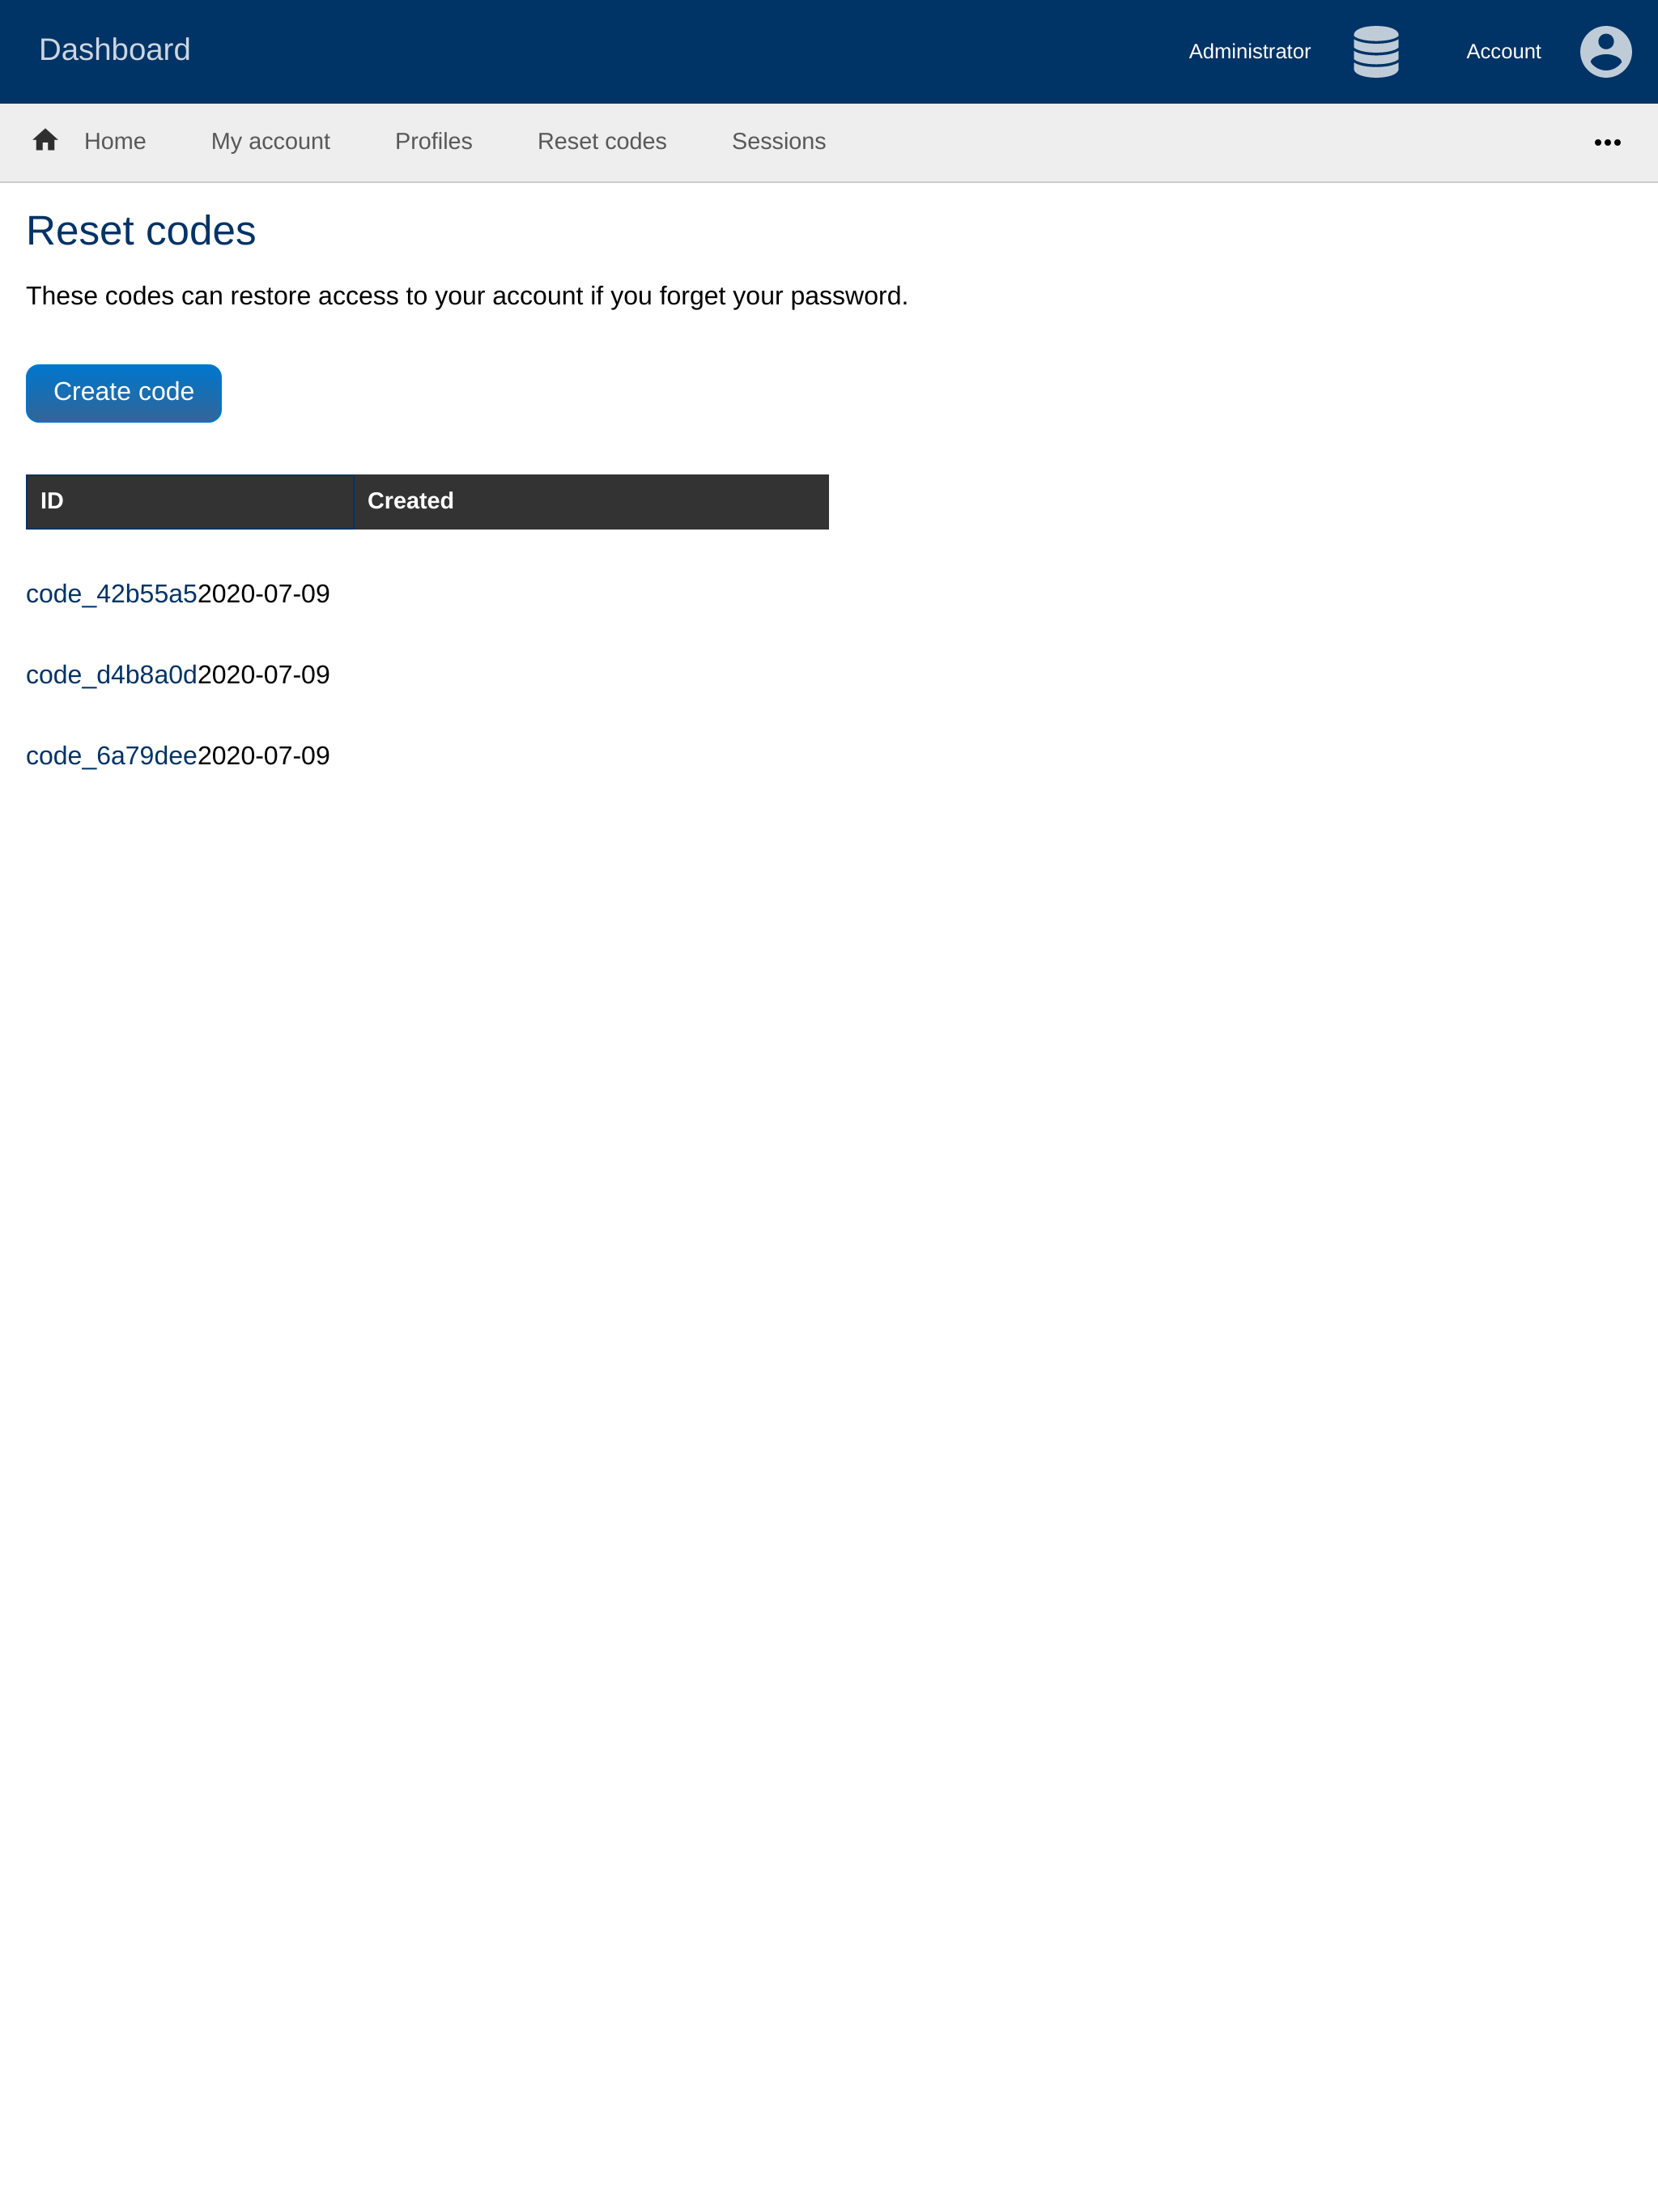 Dashboard
Administrator
Account
Home
My account
Profiles
Reset codes
Sessions
Reset codes
These codes can restore access to your account if you forget your password.
Create code
ID
Created
code_42b55a52020-07-09
code_d4b8a0d2020-07-09
code_6a79dee2020-07-09